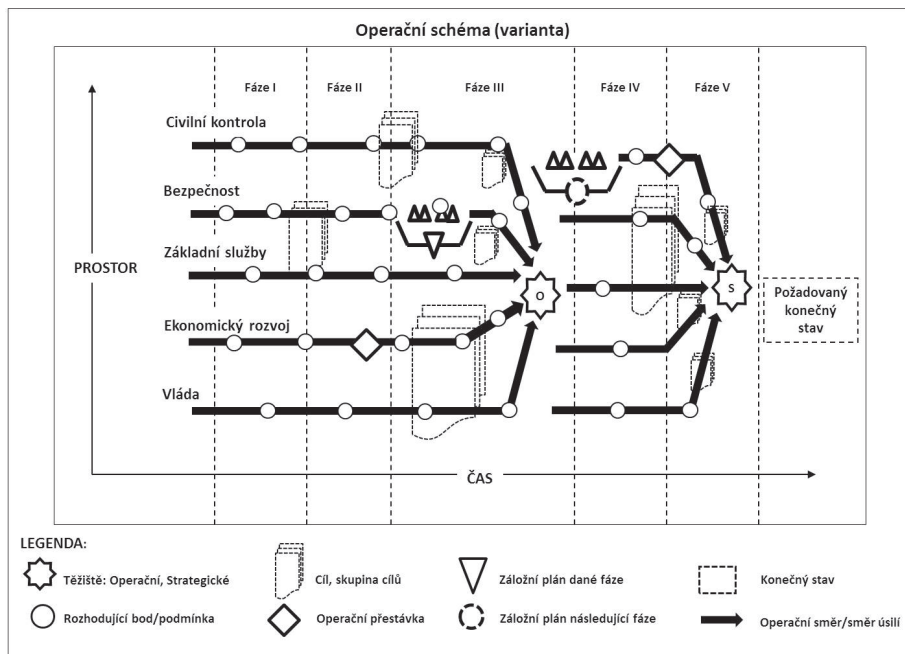 Operační schéma (varianta)
Fáze I
Fáze II
Fáze III
Fáze IV
Fáze V
Civilní kontrola
Bezpečnost
Základní služby
PROSTOR
O
S
Požadovaný
konečný
stav
Ekonomický rozvoj
Vláda
ČAS
LEGENDA:
Těžiště: Operační, Strategické
Cíl, skupina cílů
Záložní plán dané fáze
Konečný stav
Rozhodující bod/podmínka
Operační přestávka
Záložní plán následující fáze
Operační směr/směr úsilí